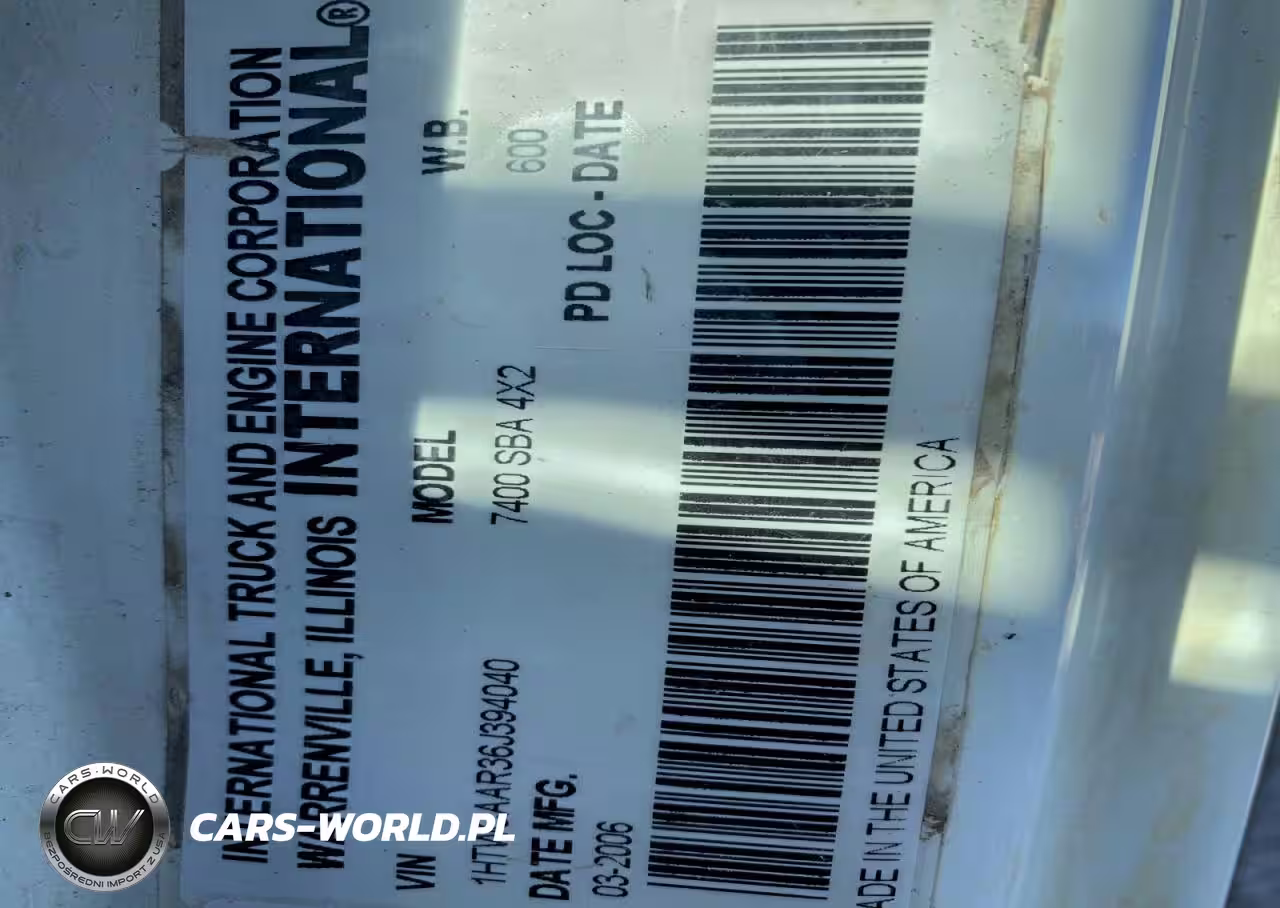 INTERNATIONAL TRUCK AND ENGINE CORPORATION
WARRENVILLE, ILLINOIS INTERNATIONAL®
VIN MODEL W.B.
7400 SBA 4X2 600
DATE MFG. PD LOC - DATE
03-2006
ADE IN THE UNITED STATES OF AMERICA
CARS-WORLD
CW
BEZPOŚREDNI IMPORT Z USA
CARS-WORLD.PL